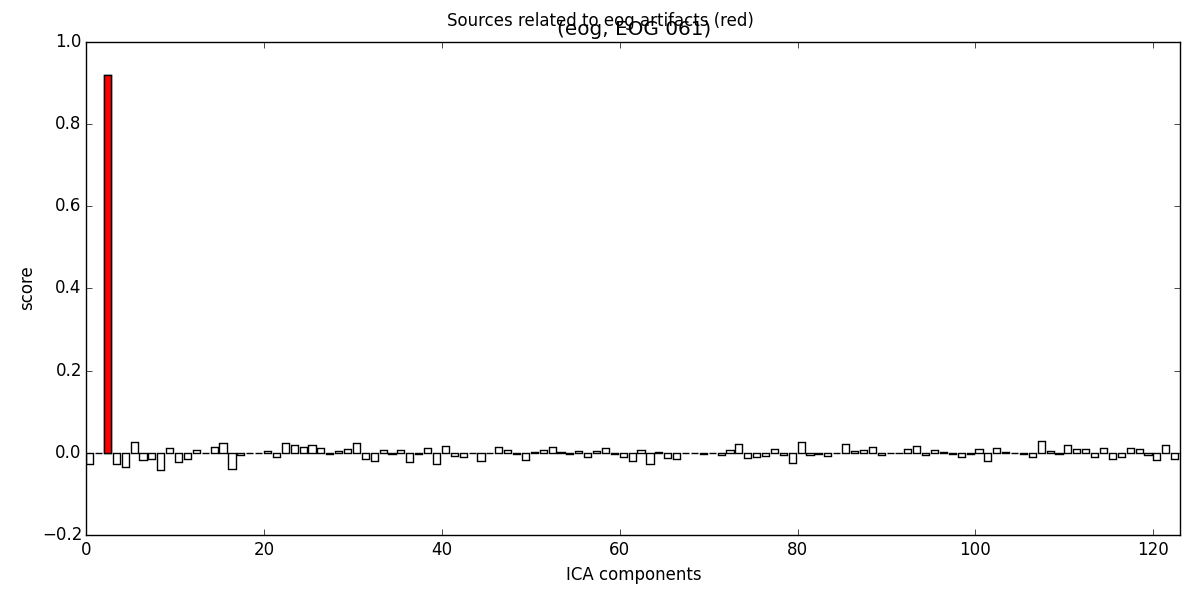 Sources related to eog artifacts (red)
(eog, EOG 061)
1.0
0.8
0.6
0.4
0.2
0.0
−0.2
score
0 20 40 60 80 100 120
ICA components